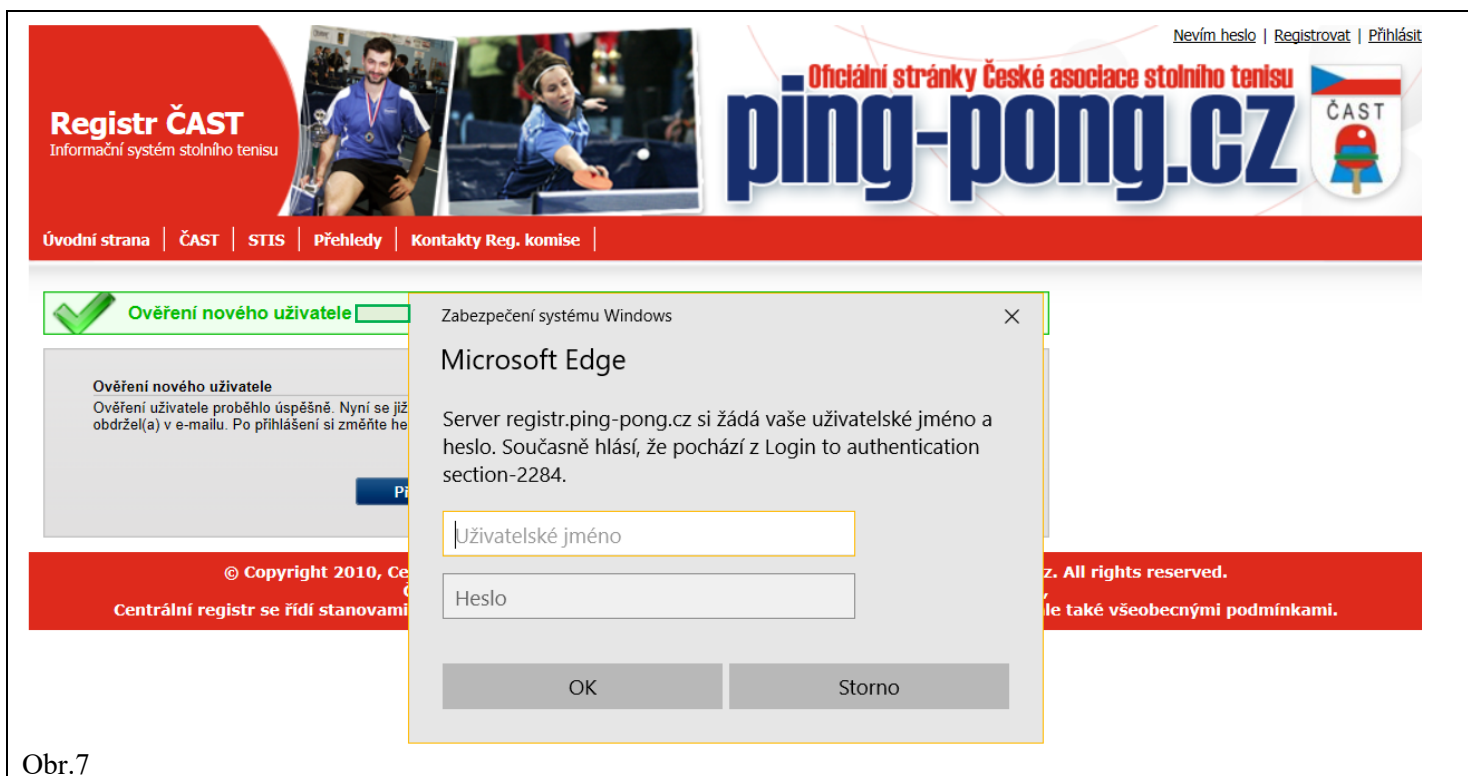 Nevím heslo | Registrovat | Přihlásit
Oficiální stránky České asociace stolního tenisu
ping-pong.cz
ČAST
Registr ČAST
Informační systém stolního tenisu
Úvodní strana | ČAST | STIS | Přehledy | Kontakty Reg. komise |
Ověření nového uživatele
Zabezpečení systému Windows
Microsoft Edge
Ověření nového uživatele
Ověření uživatele proběhlo úspěšně. Nyní se již
obdržel(a) v e-mailu. Po přihlášení si změňte he
Server registr.ping-pong.cz si žádá vaše uživatelské jméno a
heslo. Současně hlásí, že pochází z Login to authentication
section-2284.
Uživatelské jméno
Heslo
OK
Storno
© Copyright 2010, Ce
z. All rights reserved.
Centrální registr se řídí stanovami
le také všeobecnými podmínkami.
Obr.7